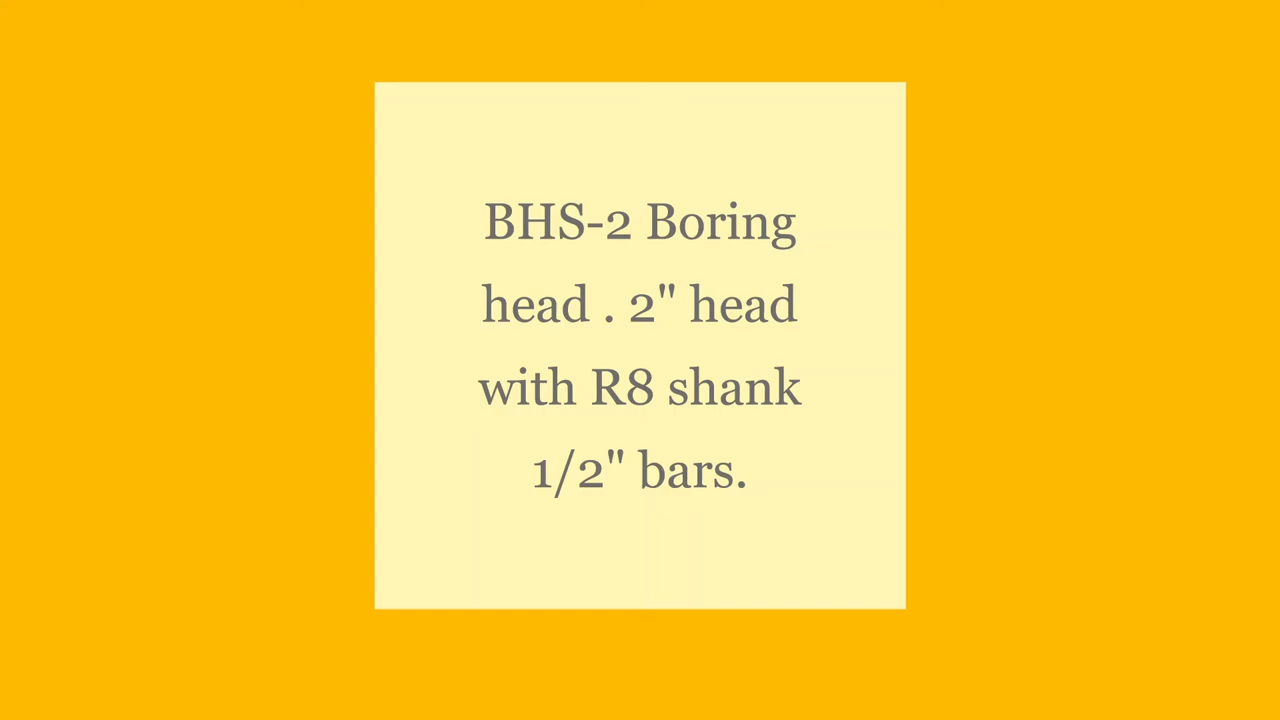 BHS-2 Boring
head . 2" head
with R8 shank
1/2" bars.